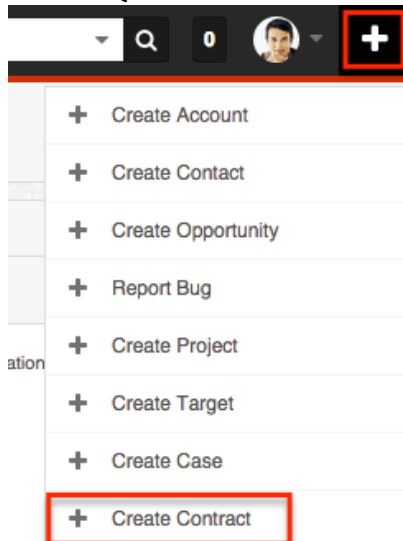 0
+ Create Account
+ Create Contact
+ Create Opportunity
+ Report Bug
+ Create Project
ation
+ Create Target
+ Create Case
+ Create Contract